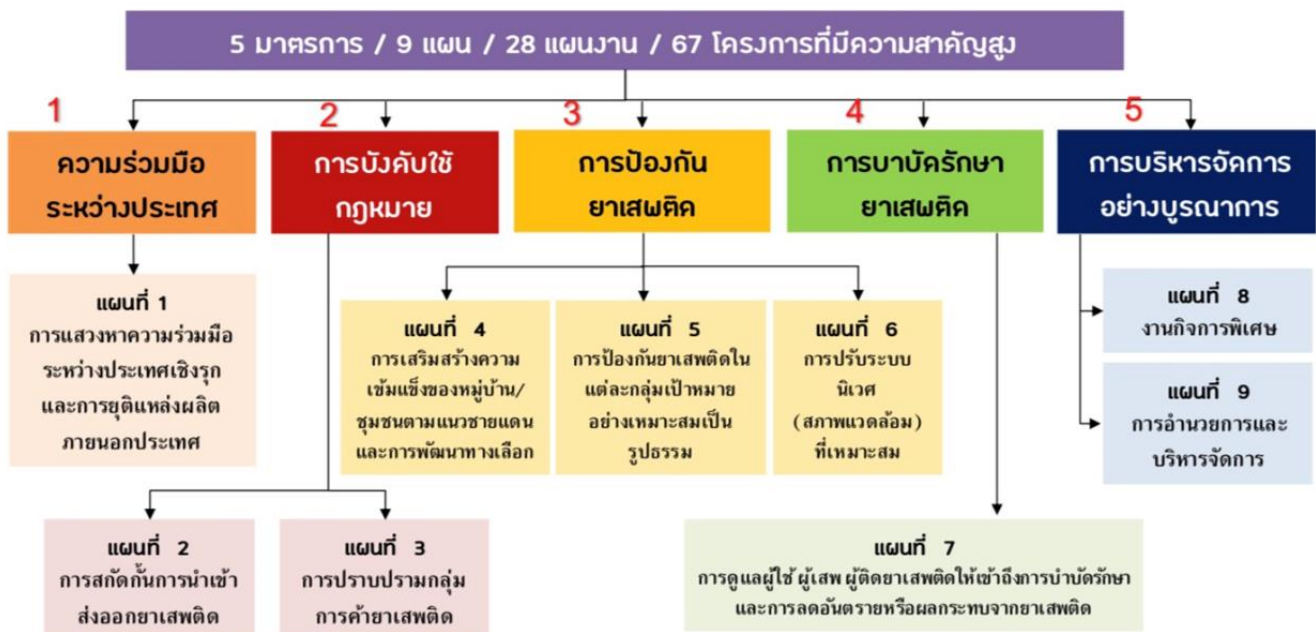 5 มาตรการ / 9 แผน / 28 แผนงาน / 67 โครงการที่มีความสาคัญสูง
1
ความร่วมมือ
ระหว่างประเทศ
2
การบังคับใช้
กฎหมาย
3
การป้องกัน
ยาเสพติด
4
การบาบัดรักษา
ยาเสพติด
5
การบริหารจัดการ
อย่างบูรณาการ
แผนที่ 1
การแสวงหาความร่วมมือ
ระหว่างประเทศเชิงรุก
และการยุติแหล่งผลิต
ภายนอกประเทศ
แผนที่ 4
การเสริมสร้างความ
เข้มแข็งของหมู่บ้าน/
ชุมชนตามแนวชายแดน
และการพัฒนาทางเลือก
แผนที่ 5
การป้องกันยาเสพติดใน
แต่ละกลุ่มเป้าหมาย
อย่างเหมาะสมเป็น
รูปธรรม
แผนที่ 6
การปรับระบบ
นิเวศ
(สภาพแวดล้อม)
ที่เหมาะสม
แผนที่ 8
งานกิจการพิเศษ
แผนที่ 9
การอำนวยการและ
บริหารจัดการ
แผนที่ 2
การสกัดกั้นการนำเข้า
ส่งออกยาเสพติด
แผนที่ 3
การปราบปรามกลุ่ม
การค้ายาเสพติด
แผนที่ 7
การดูแลผู้ใช้ ผู้เสพ ผู้ติดยาเสพติดให้เข้าถึงการบำบัดรักษา
และการลดอันตรายหรือผลกระทบจากยาเสพติด